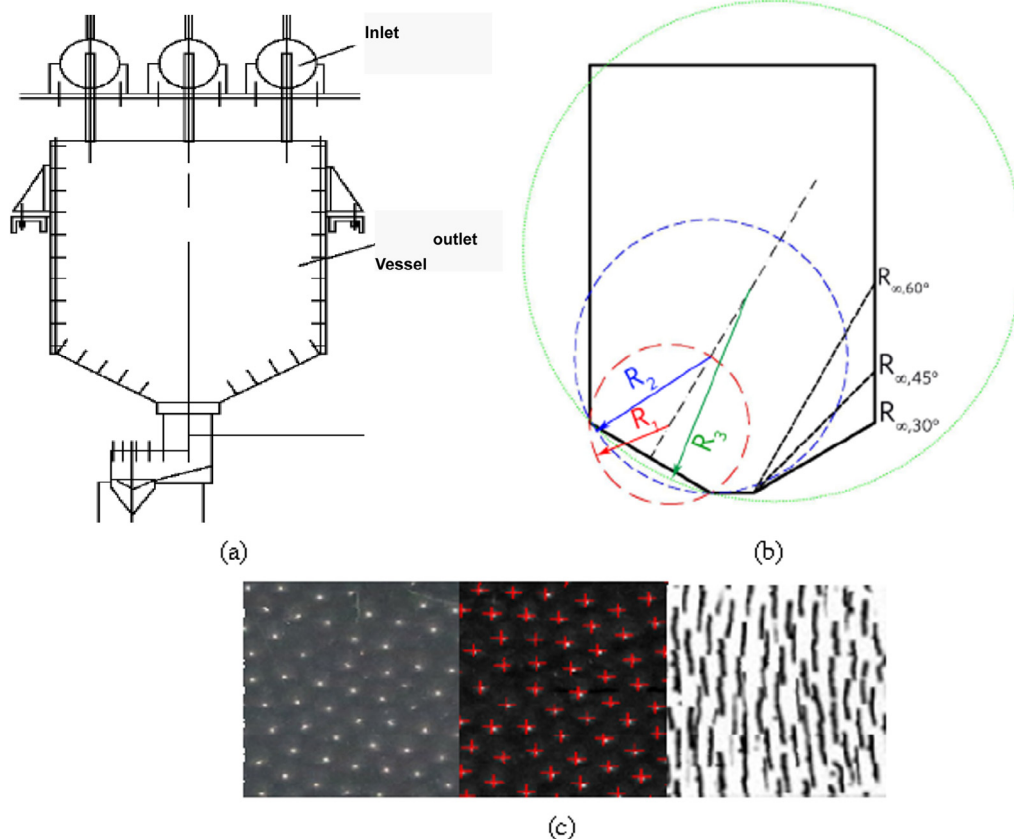 Inlet
outlet
Vessel
(a)
R∞,60°
R∞,45°
R∞,30°
R2
R1
R3
(b)
(c)